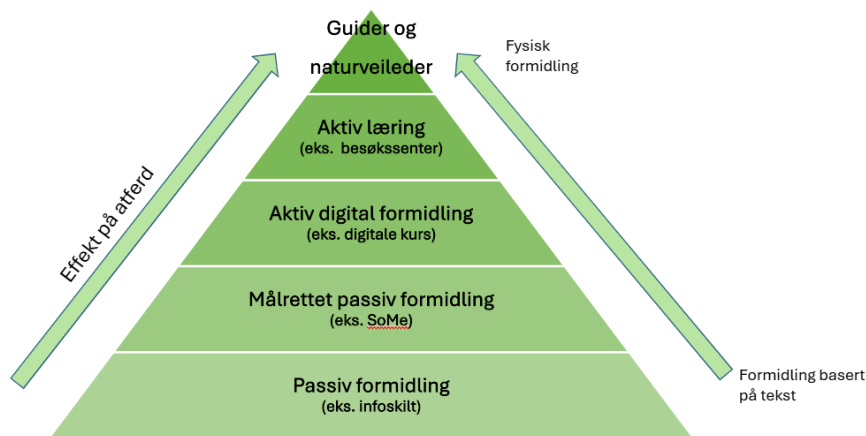 Guider og
naturveileder
Fysisk
formidling
Aktiv læring
(eks. besøkssenter)
Effekt på atferd
Aktiv digital formidling
(eks. digitale kurs)
Målrettet passiv formidling
(eks. SoMe)
Passiv formidling
(eks. infoskilt)
Formidling basert
på tekst